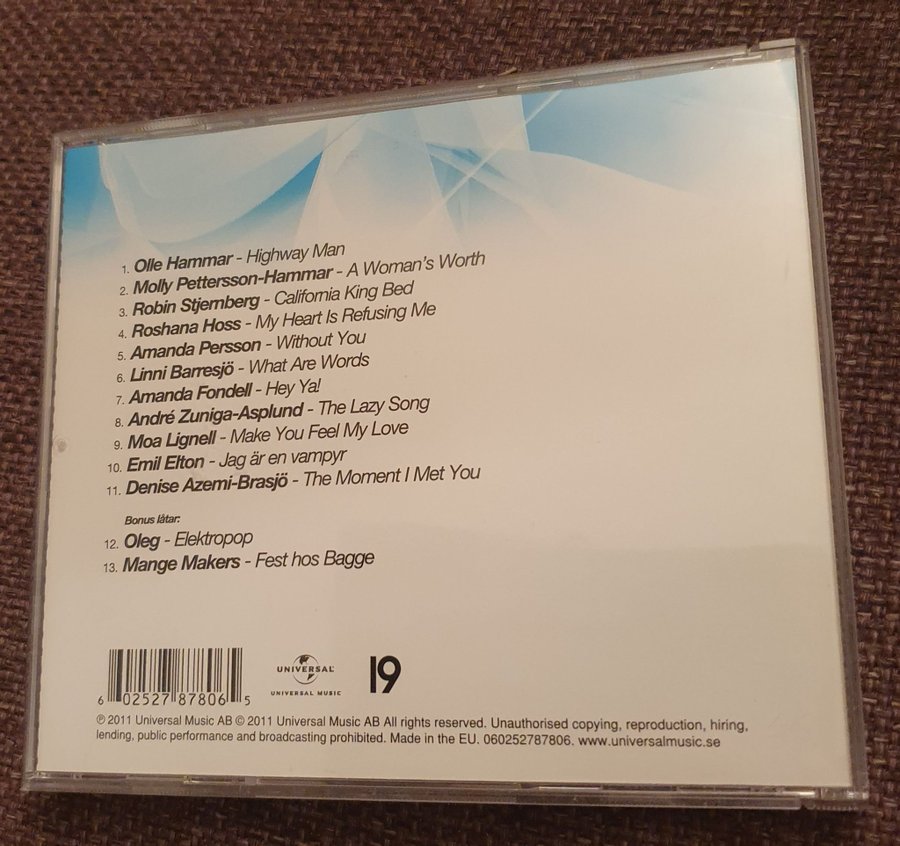 1. Olle Hammar - Highway Man
2. Molly Pettersson-Hammar - A Woman's Worth
3. Robin Stjernberg - California King Bed
4. Roshana Hoss - My Heart Is Refusing Me
5. Amanda Persson - Without You
6. Linni Barresjö - What Are Words
7. Amanda Fondell - Hey Ya!
8. André Zuniga-Asplund - The Lazy Song
9. Moa Lignell - Make You Feel My Love
10. Emil Elton - Jag är en vampyr
11. Denise Azemi-Brasjö - The Moment I Met You
Bonus låtar:
12. Oleg - Elektropop
13. Mange Makers - Fest hos Bagge
6 02527 87806 5
UNIVERSAL
UNIVERSAL MUSIC
19
℗ 2011 Universal Music AB © 2011 Universal Music AB All rights reserved. Unauthorised copying, reproduction, hiring,
lending, public performance and broadcasting prohibited. Made in the EU. 060252787806. www.universalmusic.se